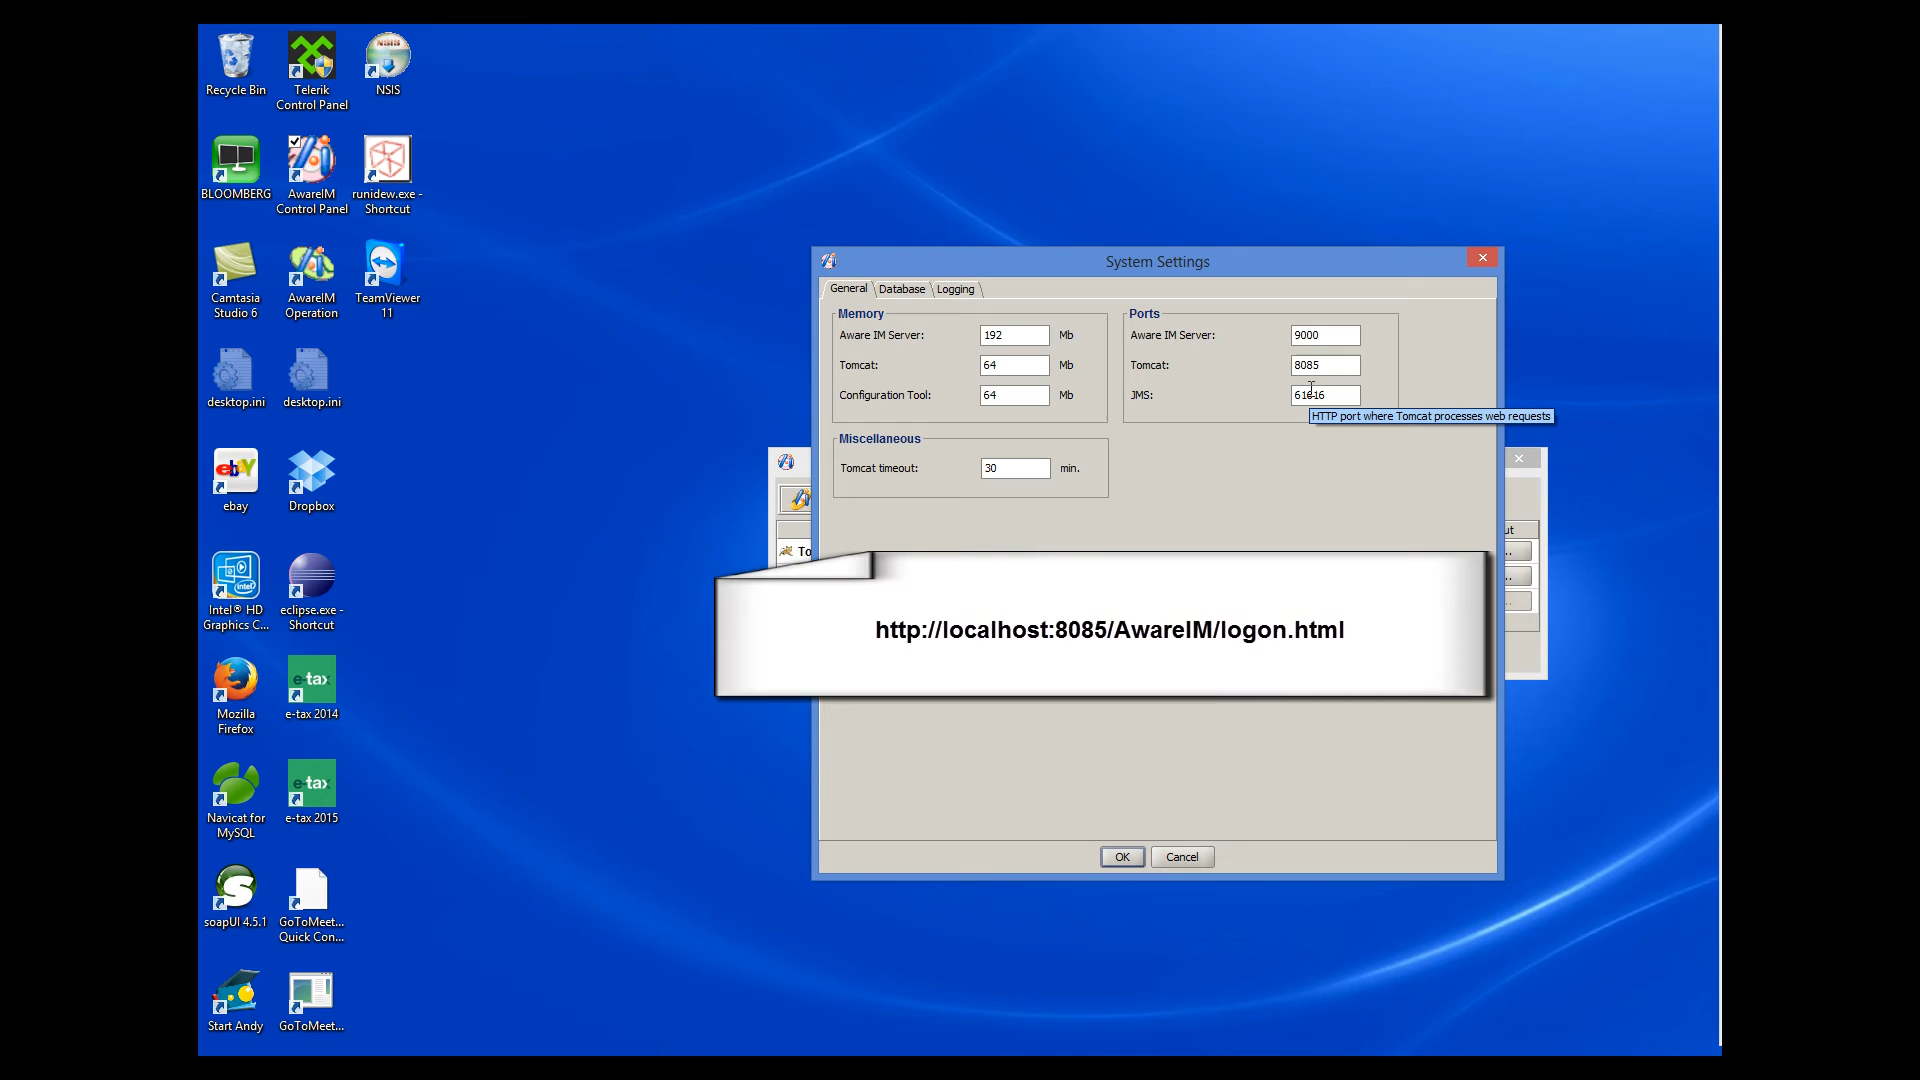 Recycle Bin
Telerik
Control Panel
NSIS
BLOOMBERG
AwareIM
Control Panel
runidew.exe -
Shortcut
Camtasia
Studio 6
AwareIM
Operation
TeamViewer
11
desktop.ini
desktop.ini
ebay
Dropbox
Intel® HD
Graphics C...
eclipse.exe -
Shortcut
Mozilla
Firefox
e-tax
e-tax 2014
Navicat for
MySQL
e-tax
e-tax 2015
soapUI 4.5.1
GoToMeet...
Quick Con...
Start Andy
GoToMeet...
System Settings
General
Database
Logging
Memory
Aware IM Server:
192
Mb
Tomcat:
64
Mb
Configuration Tool:
64
Mb
Ports
Aware IM Server:
9000
Tomcat:
8085
JMS:
HTTP port where Tomcat processes web requests
Miscellaneous
Tomcat timeout:
30
min.
To
ut
http://localhost:8085/AwareIM/logon.html
OK
Cancel